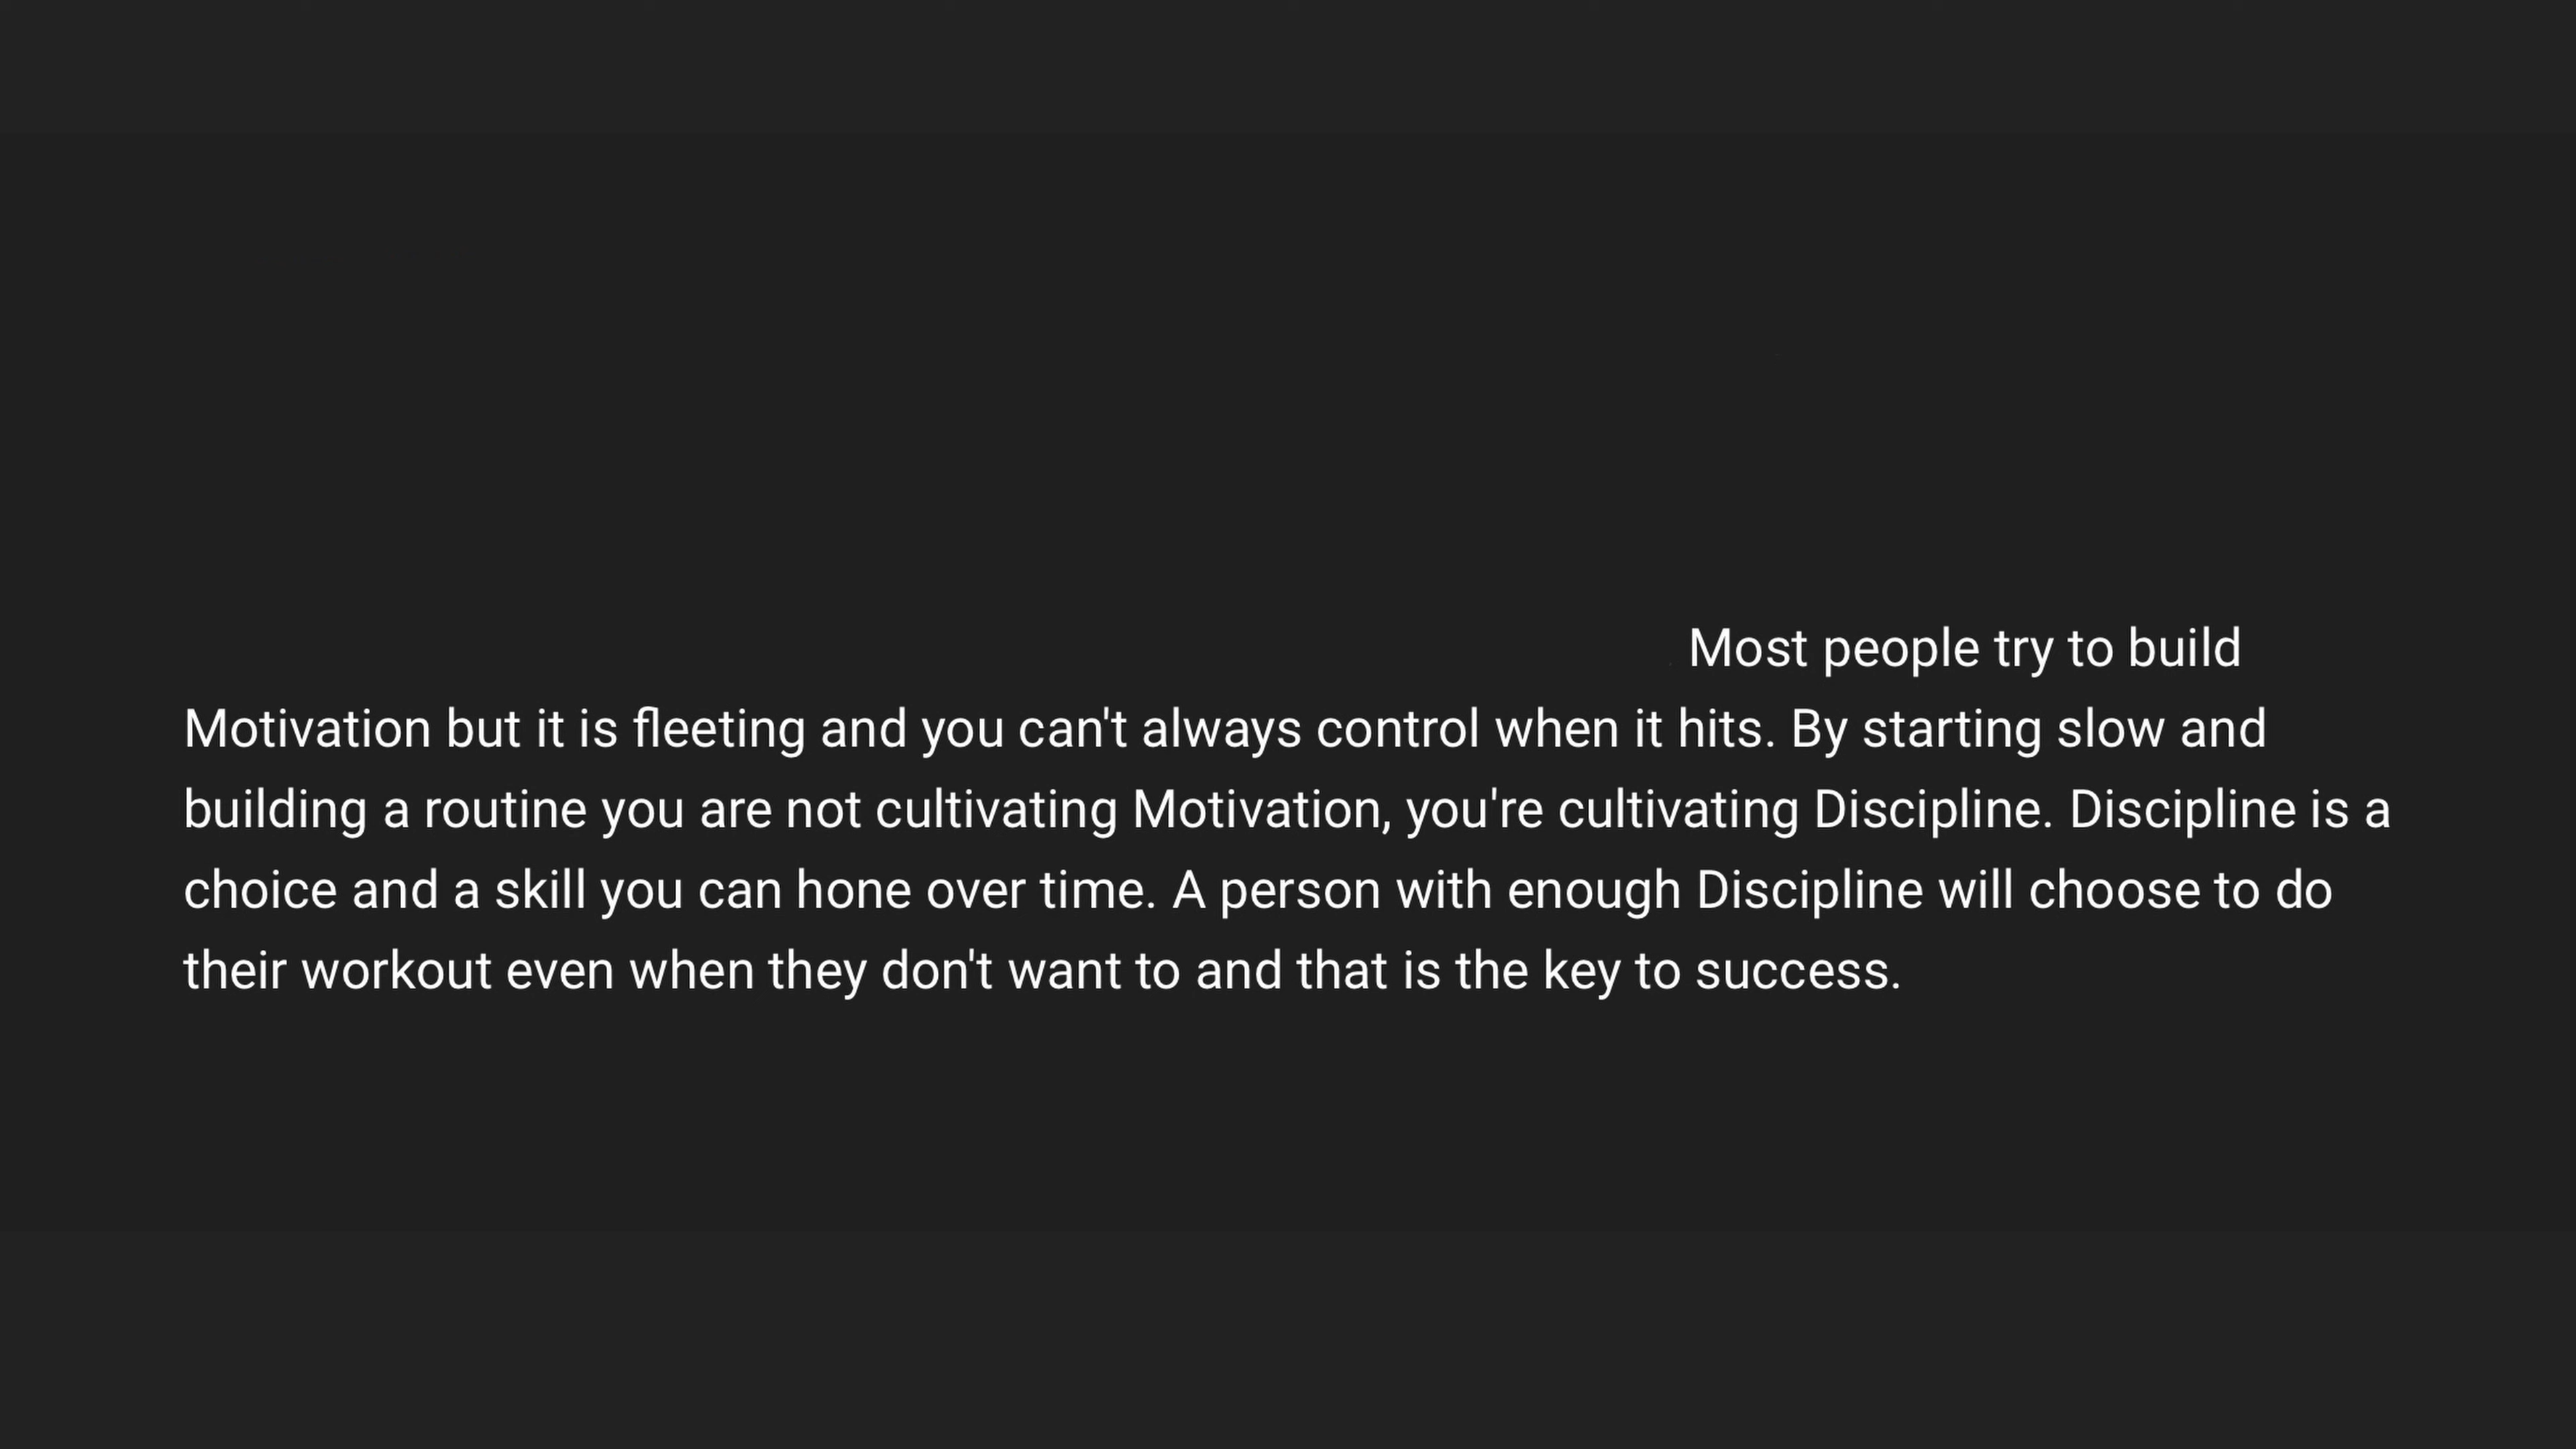 Most people try to build
Motivation but it is fleeting and you can't always control when it hits. By starting slow and
building a routine you are not cultivating Motivation, you're cultivating Discipline. Discipline is a
choice and a skill you can hone over time. A person with enough Discipline will choose to do
their workout even when they don't want to and that is the key to success.